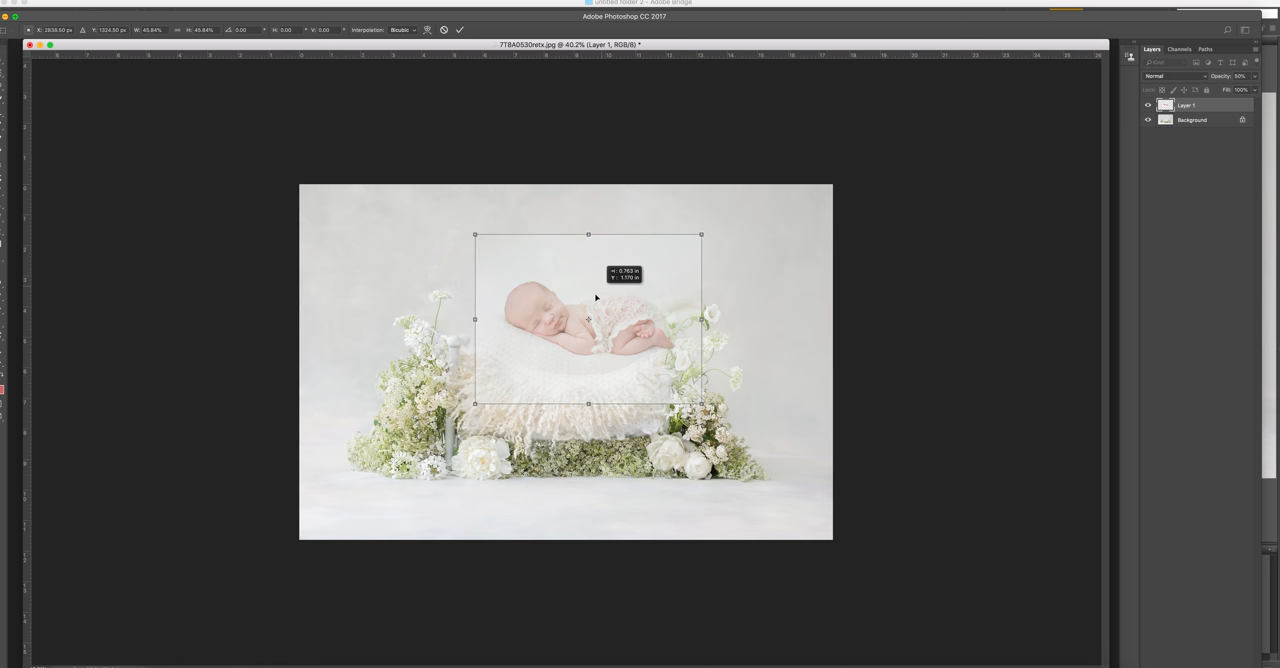 untitled folder 2 - Adobe Bridge
Adobe Photoshop CC 2017
X: 2838.50 px Y: 1324.50 px W: 45.84% H: 45.84% 0.00 ° H: 0.00 ° V: 0.00 ° Interpolation: Bicubic
7T8A0530retx.jpg @ 40.2% (Layer 1, RGB/8) *
Layers Channels Paths
Kind
Normal Opacity: 50%
Lock: Fill: 100%
Layer 1
Background
H: 0.763 in
Y: 1.170 in